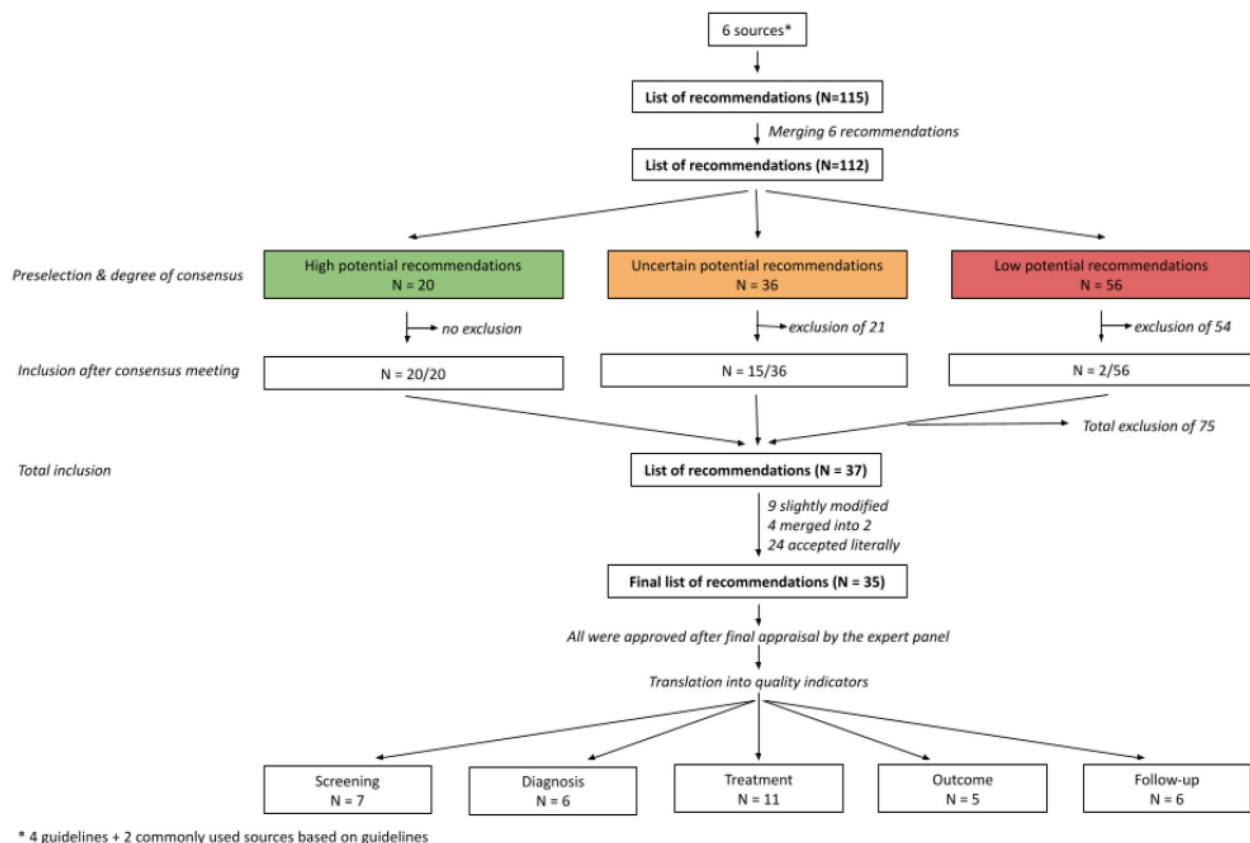 6 sources*
List of recommendations (N=115)
Merging 6 recommendations
List of recommendations (N=112)
Preselection & degree of consensus
High potential recommendations
N = 20
Uncertain potential recommendations
N = 36
Low potential recommendations
N = 56
no exclusion
exclusion of 21
exclusion of 54
Inclusion after consensus meeting
N = 20/20
N = 15/36
N = 2/56
Total exclusion of 75
Total inclusion
List of recommendations (N = 37)
9 slightly modified
4 merged into 2
24 accepted literally
Final list of recommendations (N = 35)
All were approved after final appraisal by the expert panel
Translation into quality indicators
Screening
N = 7
Diagnosis
N = 6
Treatment
N = 11
Outcome
N = 5
Follow-up
N = 6
* 4 guidelines + 2 commonly used sources based on guidelines